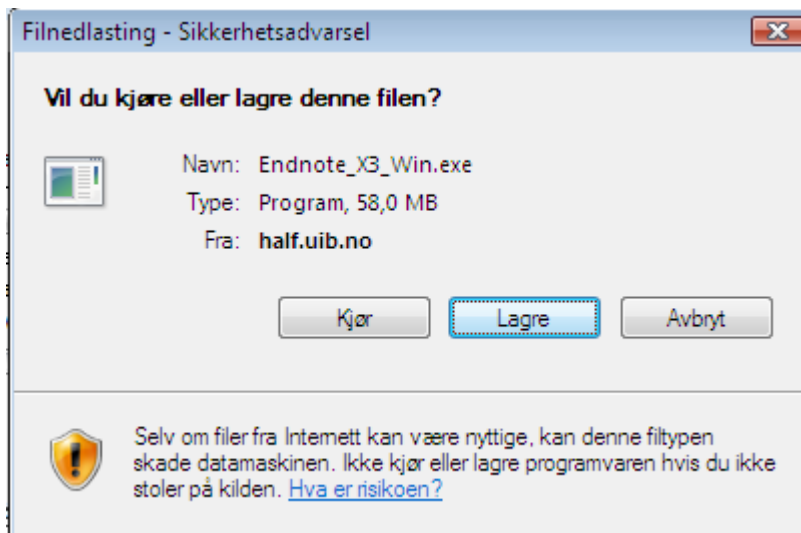 Filnedlasting - Sikkerhetsadvarsel
Vil du kjøre eller lagre denne filen?
Navn: Endnote_X3_Win.exe
Type: Program, 58,0 MB
Fra: half.uib.no
Kjør Lagre Avbryt
Selv om filer fra Internett kan være nyttige, kan denne filtypen
skade datamaskinen. Ikke kjør eller lagre programvaren hvis du ikke
stoler på kilden. Hva er risikoen?